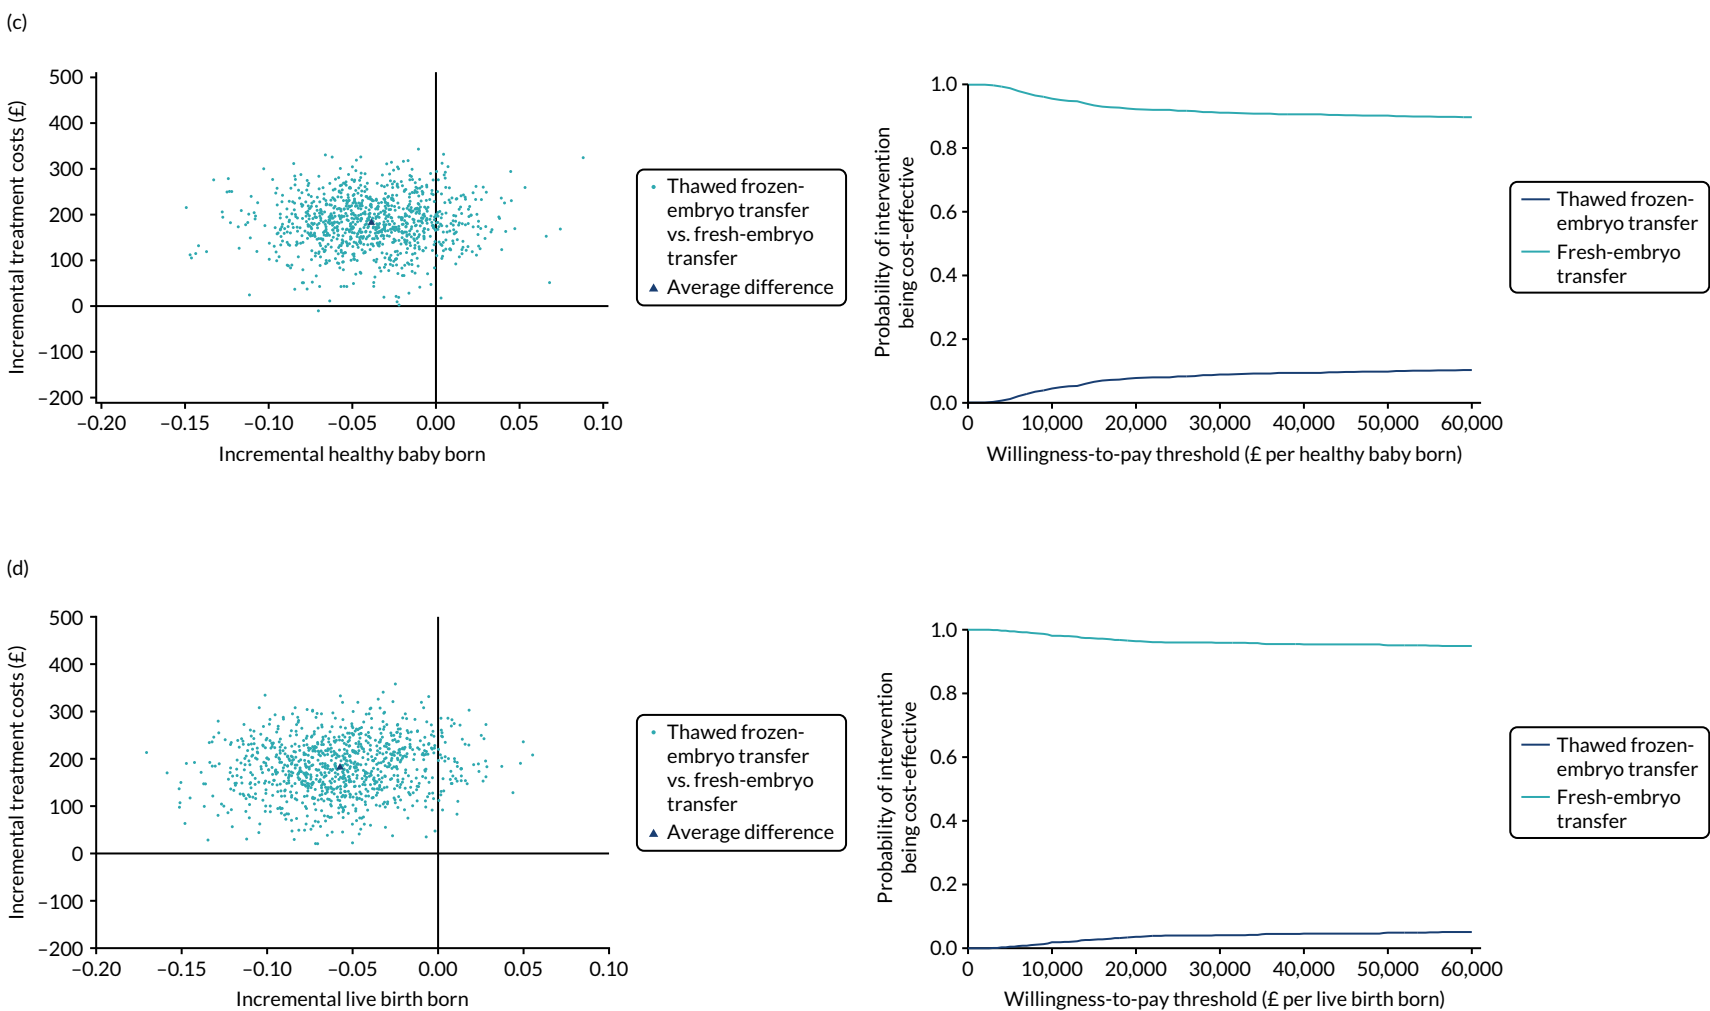 (c)
500
400
300
200
100
0
–100
–200
–0.20 –0.15 –0.10 –0.05 0.00 0.05 0.10
Incremental treatment costs (£)
Incremental healthy baby born
Thawed frozen-
embryo transfer
vs. fresh-embryo
transfer
Average difference
1.0
0.8
0.6
0.4
0.2
0.0
0 10,000 20,000 30,000 40,000 50,000 60,000
Probability of intervention
being cost-effective
Willingness-to-pay threshold (£ per healthy baby born)
Thawed frozen-
embryo transfer
Fresh-embryo
transfer
(d)
500
400
300
200
100
0
–100
–200
–0.20 –0.15 –0.10 –0.05 0.00 0.05 0.10
Incremental treatment costs (£)
Incremental live birth born
Thawed frozen-
embryo transfer
vs. fresh-embryo
transfer
Average difference
1.0
0.8
0.6
0.4
0.2
0.0
0 10,000 20,000 30,000 40,000 50,000 60,000
Probability of intervention
being cost-effective
Willingness-to-pay threshold (£ per live birth born)
Thawed frozen-
embryo transfer
Fresh-embryo
transfer